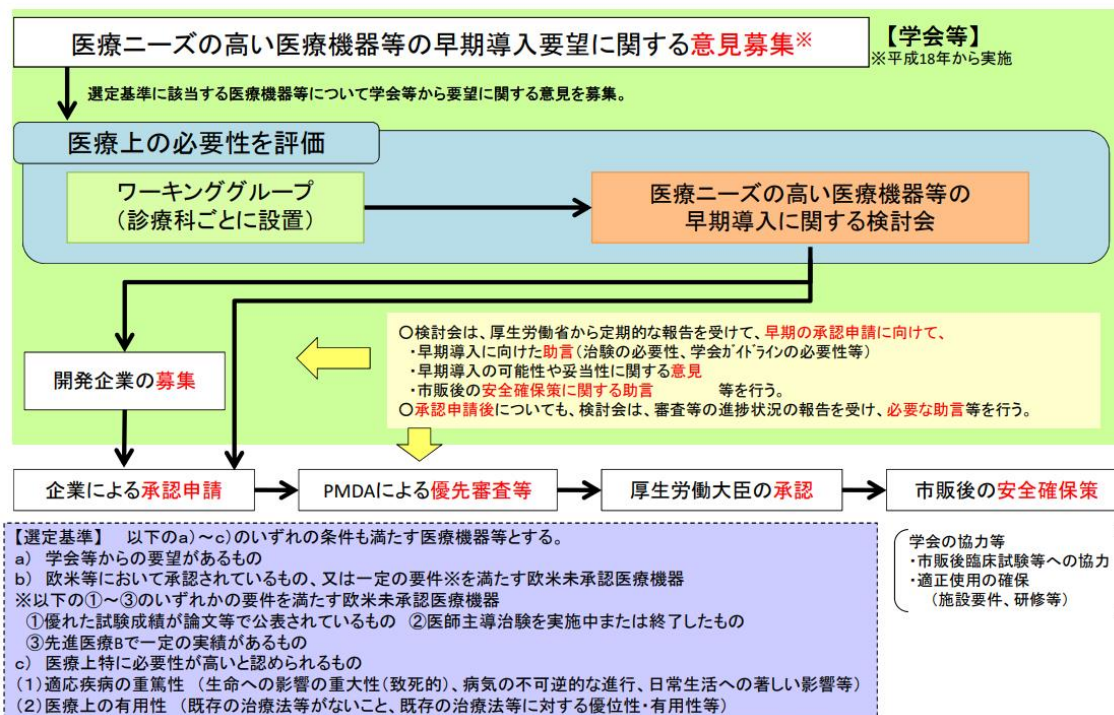 医療ニーズの高い医療機器等の早期導入要望に関する意見募集※
【学会等】
※平成18年から実施
選定基準に該当する医療機器等について学会等から要望に関する意見を募集。
医療上の必要性を評価
ワーキンググループ
(診療科ごとに設置)
医療ニーズの高い医療機器等の
早期導入に関する検討会
開発企業の募集
○検討会は、厚生労働省から定期的な報告を受けて、早期の承認申請に向けて、
・早期導入に向けた助言(治験の必要性、学会ガイドラインの必要性等)
・早期導入の可能性や妥当性に関する意見
・市販後の安全確保策に関する助言 等を行う。
○承認申請後についても、検討会は、審査等の進捗状況の報告を受け、必要な助言等を行う。
企業による承認申請
PMDAによる優先審査等
厚生労働大臣の承認
市販後の安全確保策
【選定基準】 以下のa)~c)のいずれの条件も満たす医療機器等とする。
a) 学会等からの要望があるもの
b) 欧米等において承認されているもの、又は一定の要件※を満たす欧米未承認医療機器
※以下の①~③のいずれかの要件を満たす欧米未承認医療機器
①優れた試験成績が論文等で公表されているもの ②医師主導治験を実施中または終了したもの
③先進医療Bで一定の実績があるもの
c) 医療上特に必要性が高いと認められるもの
(1)適応疾病の重篤性 (生命への影響の重大性(致死的)、病気の不可逆的な進行、日常生活への著しい影響等)
(2)医療上の有用性 (既存の治療法等がないこと、既存の治療法等に対する優位性・有用性等)
学会の協力等
・市販後臨床試験等への協力
・適正使用の確保
(施設要件、研修等)